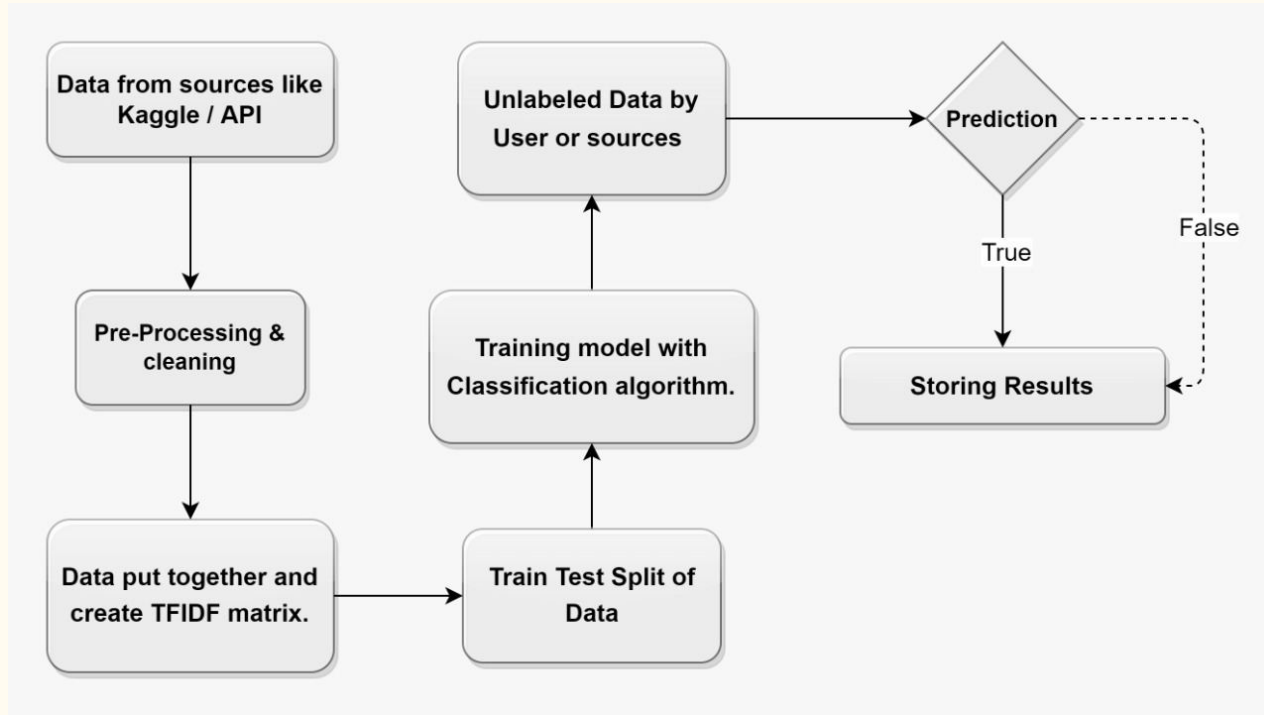 Data from sources like
Kaggle / API
Pre-Processing &
cleaning
Data put together and
create TFIDF matrix.
Train Test Split of
Data
Training model with
Classification algorithm.
Unlabeled Data by
User or sources
Prediction
True
False
Storing Results